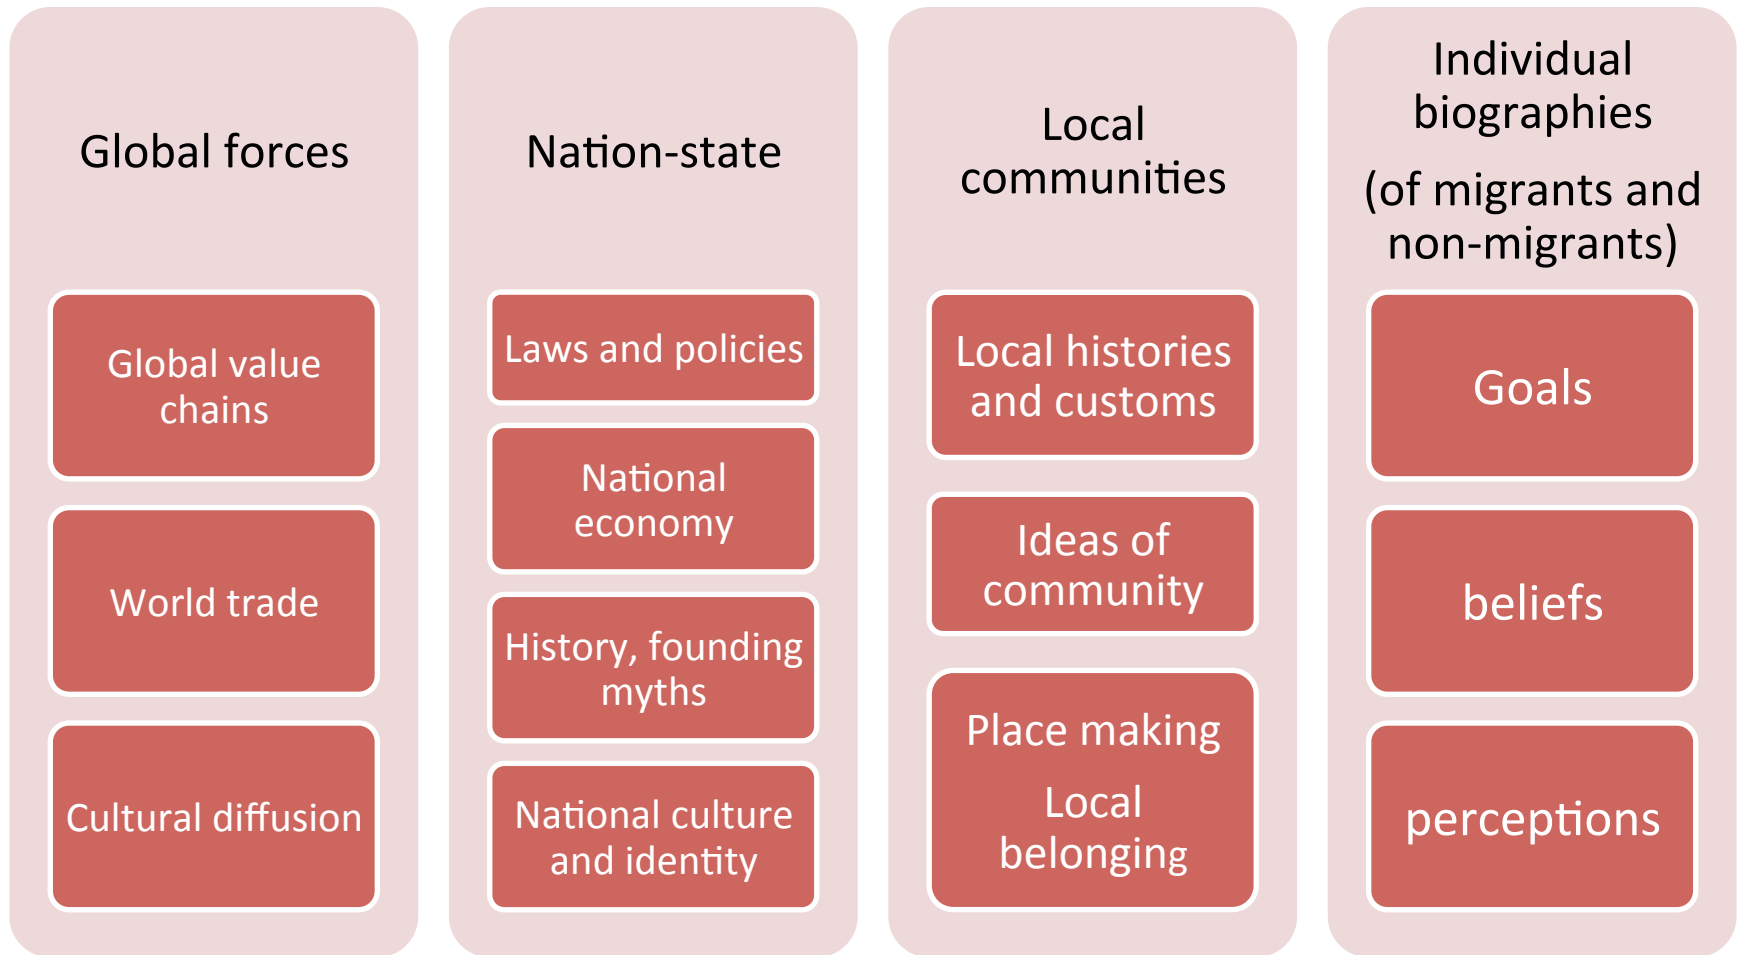 Global forces
Global value
chains
World trade
Cultural diffusion
Nation-state
Laws and policies
National
economy
History, founding
myths
National culture
and identity
Local
communities
Local histories
and customs
Ideas of
community
Place making
Local
belonging
Individual
biographies
(of migrants and
non-migrants)
Goals
beliefs
perceptions